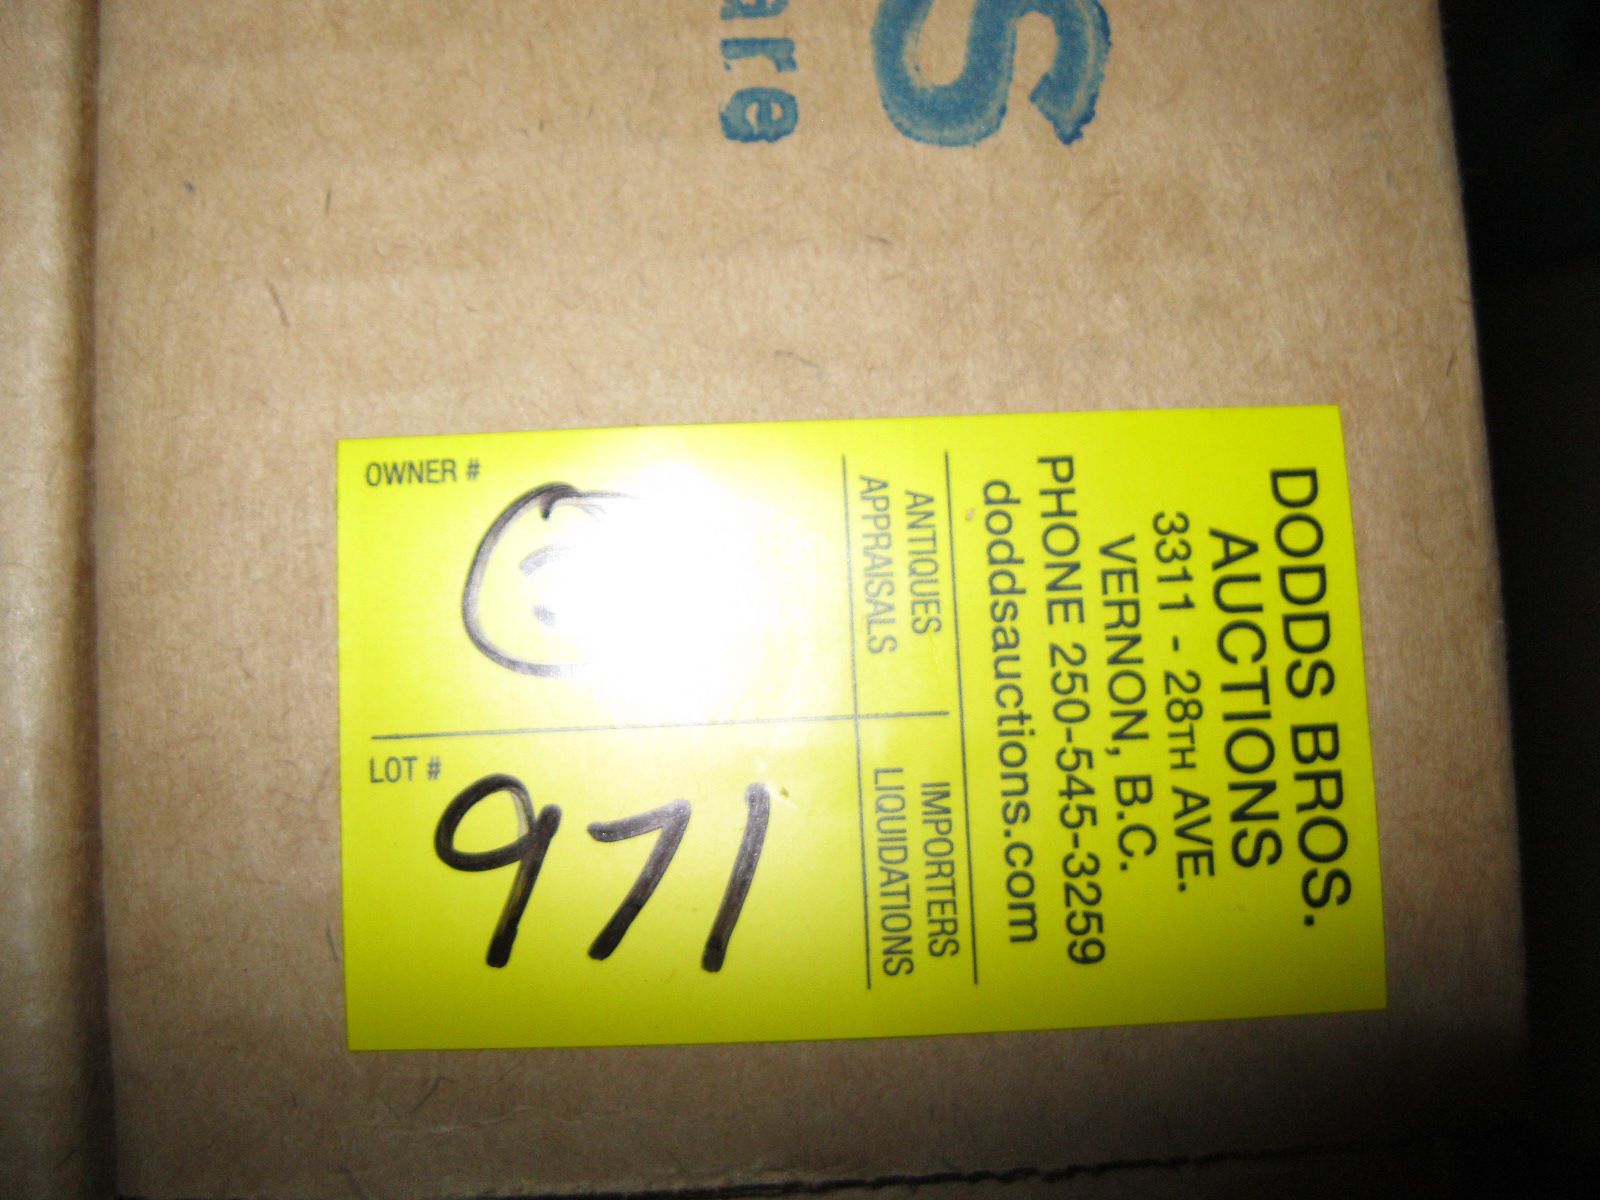 S
are
DODDS BROS.
AUCTIONS
3311 - 28TH AVE.
VERNON, B.C.
PHONE 250-545-3259
doddsauctions.com
ANTIQUES
APPRAISALS
IMPORTERS
LIQUIDATIONS
OWNER #
LOT #
971